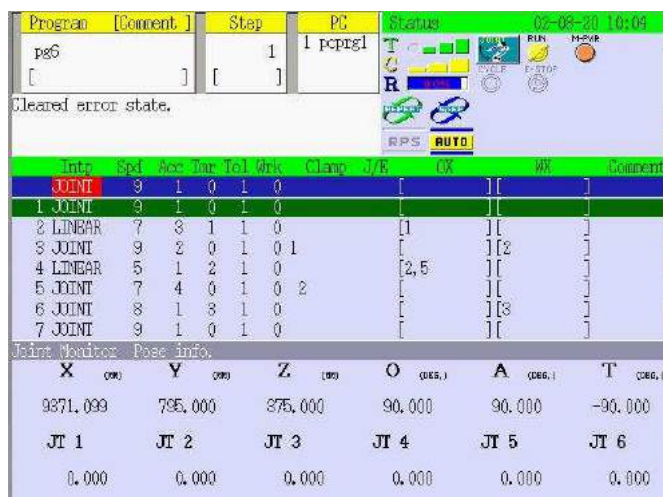 Program [Comment ] Step PC Status 02-08-20 10:04
pg6 1 1 pcprg1
[ ] [ ]
T RUN M-PWR
C CYCLE E-STOP
R
Cleared error state.
RPS AUTO
Intp Spd Acc Tmr Tol Wrk Clamp J/E OX WX Comment
JOINT 9 1 0 1 0 [ ][ ]
1 JOINT 9 1 0 1 0 [ ][ ]
2 LINEAR 7 3 1 1 0 [1 ][ ]
3 JOINT 9 2 0 1 0 1 [ ][2 ]
4 LINEAR 5 1 2 1 0 [2,5 ][ ]
5 JOINT 7 4 0 1 0 2 [ ][ ]
6 JOINT 8 1 3 1 0 [ ][3 ]
7 JOINT 9 1 0 1 0 [ ][ ]
Joint Monitor Pose info.
X (MM) Y (MM) Z (MM) O (DEG.) A (DEG.) T (DEG.
9371.099 795.000 375.000 90.000 90.000 -90.000
JT 1 JT 2 JT 3 JT 4 JT 5 JT 6
0.000 0.000 0.000 0.000 0.000 0.000